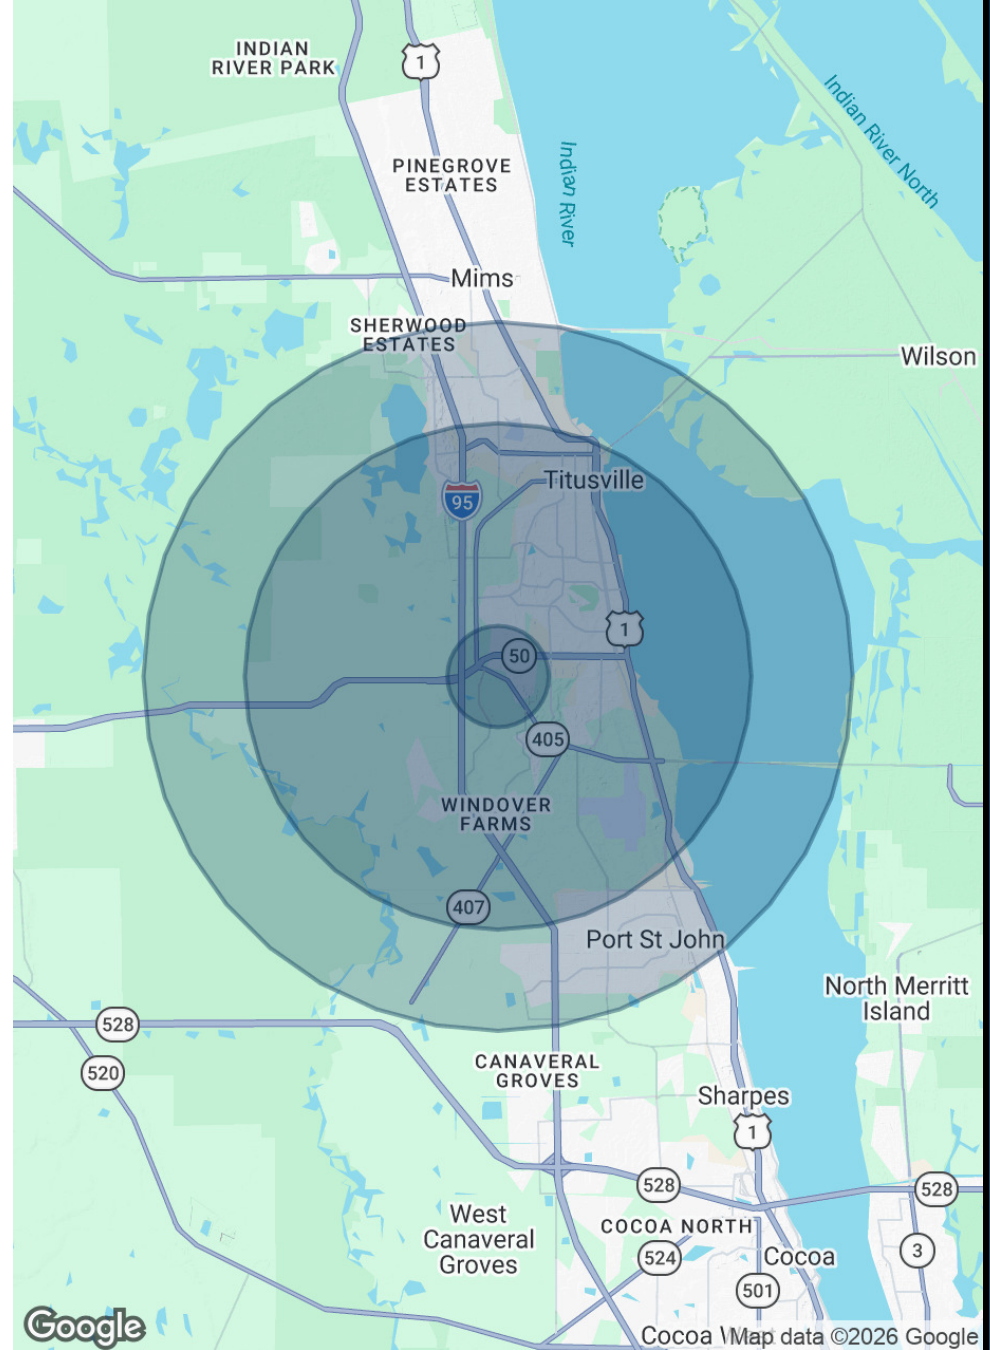 INDIAN
RIVER PARK
1
Indian River North
PINEGROVE
ESTATES
Indian River
Mims
SHERWOOD
ESTATES
Wilson
Titusville
95
1
50
405
WINDOVER
FARMS
407
Port St John
North Merritt
Island
528
520
CANAVERAL
GROVES
Sharpes
1
528
528
West
Canaveral
Groves
COCOA NORTH
524
Cocoa
3
501
Google
Cocoa
Map data ©2026 Google